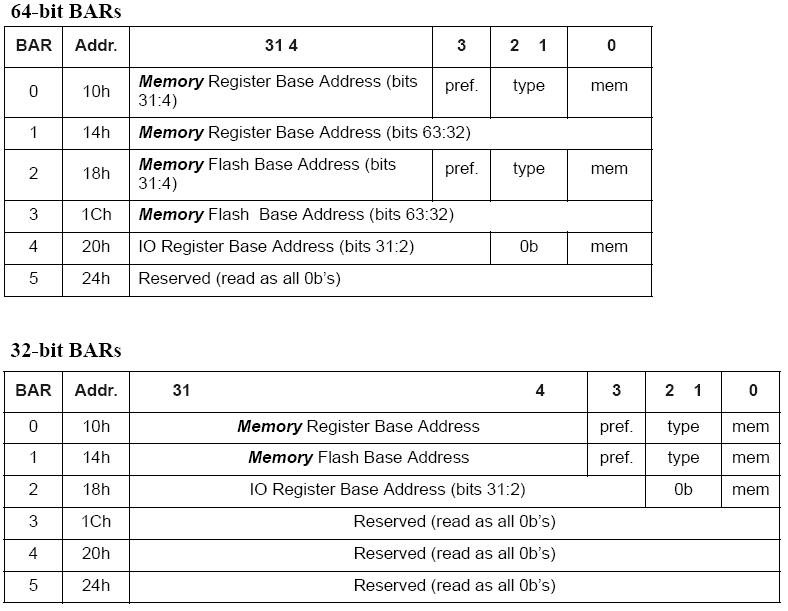 64-bit BARs
BAR Addr. 31 4 3 2 1 0
0 10h Memory Register Base Address (bits 31:4) pref. type mem
1 14h Memory Register Base Address (bits 63:32)
2 18h Memory Flash Base Address (bits 31:4) pref. type mem
3 1Ch Memory Flash Base Address (bits 63:32)
4 20h IO Register Base Address (bits 31:2) 0b mem
5 24h Reserved (read as all 0b's)
32-bit BARs
BAR Addr. 31 4 3 2 1 0
0 10h Memory Register Base Address pref. type mem
1 14h Memory Flash Base Address pref. type mem
2 18h IO Register Base Address (bits 31:2) 0b mem
3 1Ch Reserved (read as all 0b's)
4 20h Reserved (read as all 0b's)
5 24h Reserved (read as all 0b's)